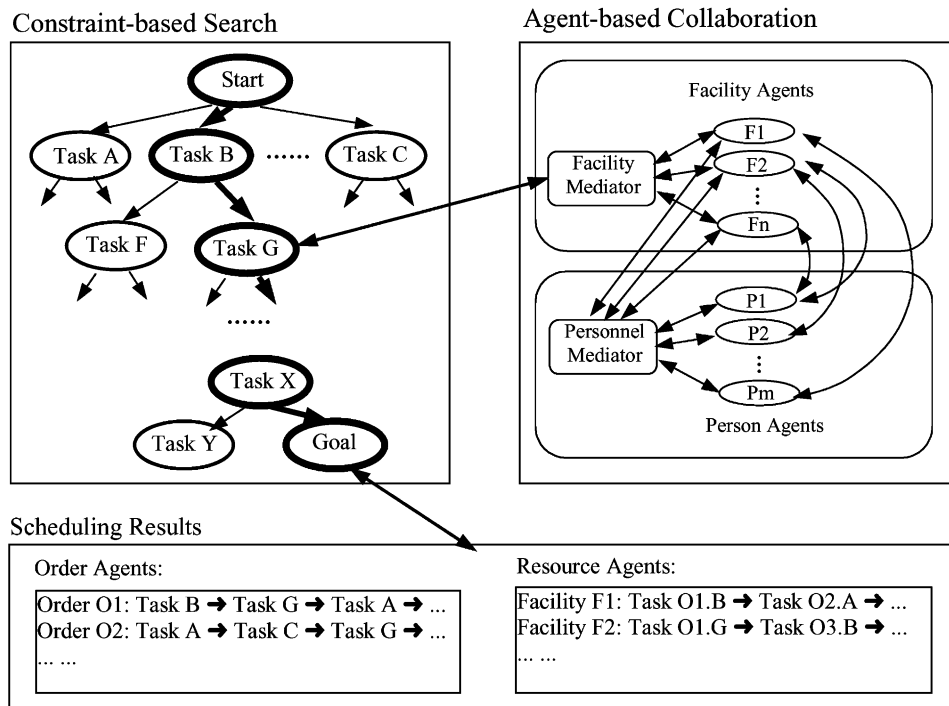 Constraint-based Search
Start
Task A
Task B
......
Task C
Task F
Task G
......
Task X
Task Y
Goal
Agent-based Collaboration
Facility Agents
Facility
Mediator
F1
F2
⋮
Fn
Personnel
Mediator
P1
P2
⋮
Pm
Person Agents
Scheduling Results
Order Agents:
Order O1: Task B ➔ Task G ➔ Task A ➔ ...
Order O2: Task A ➔ Task C ➔ Task G ➔ ...
... ...
Resource Agents:
Facility F1: Task O1.B ➔ Task O2.A ➔ ...
Facility F2: Task O1.G ➔ Task O3.B ➔ ...
... ...